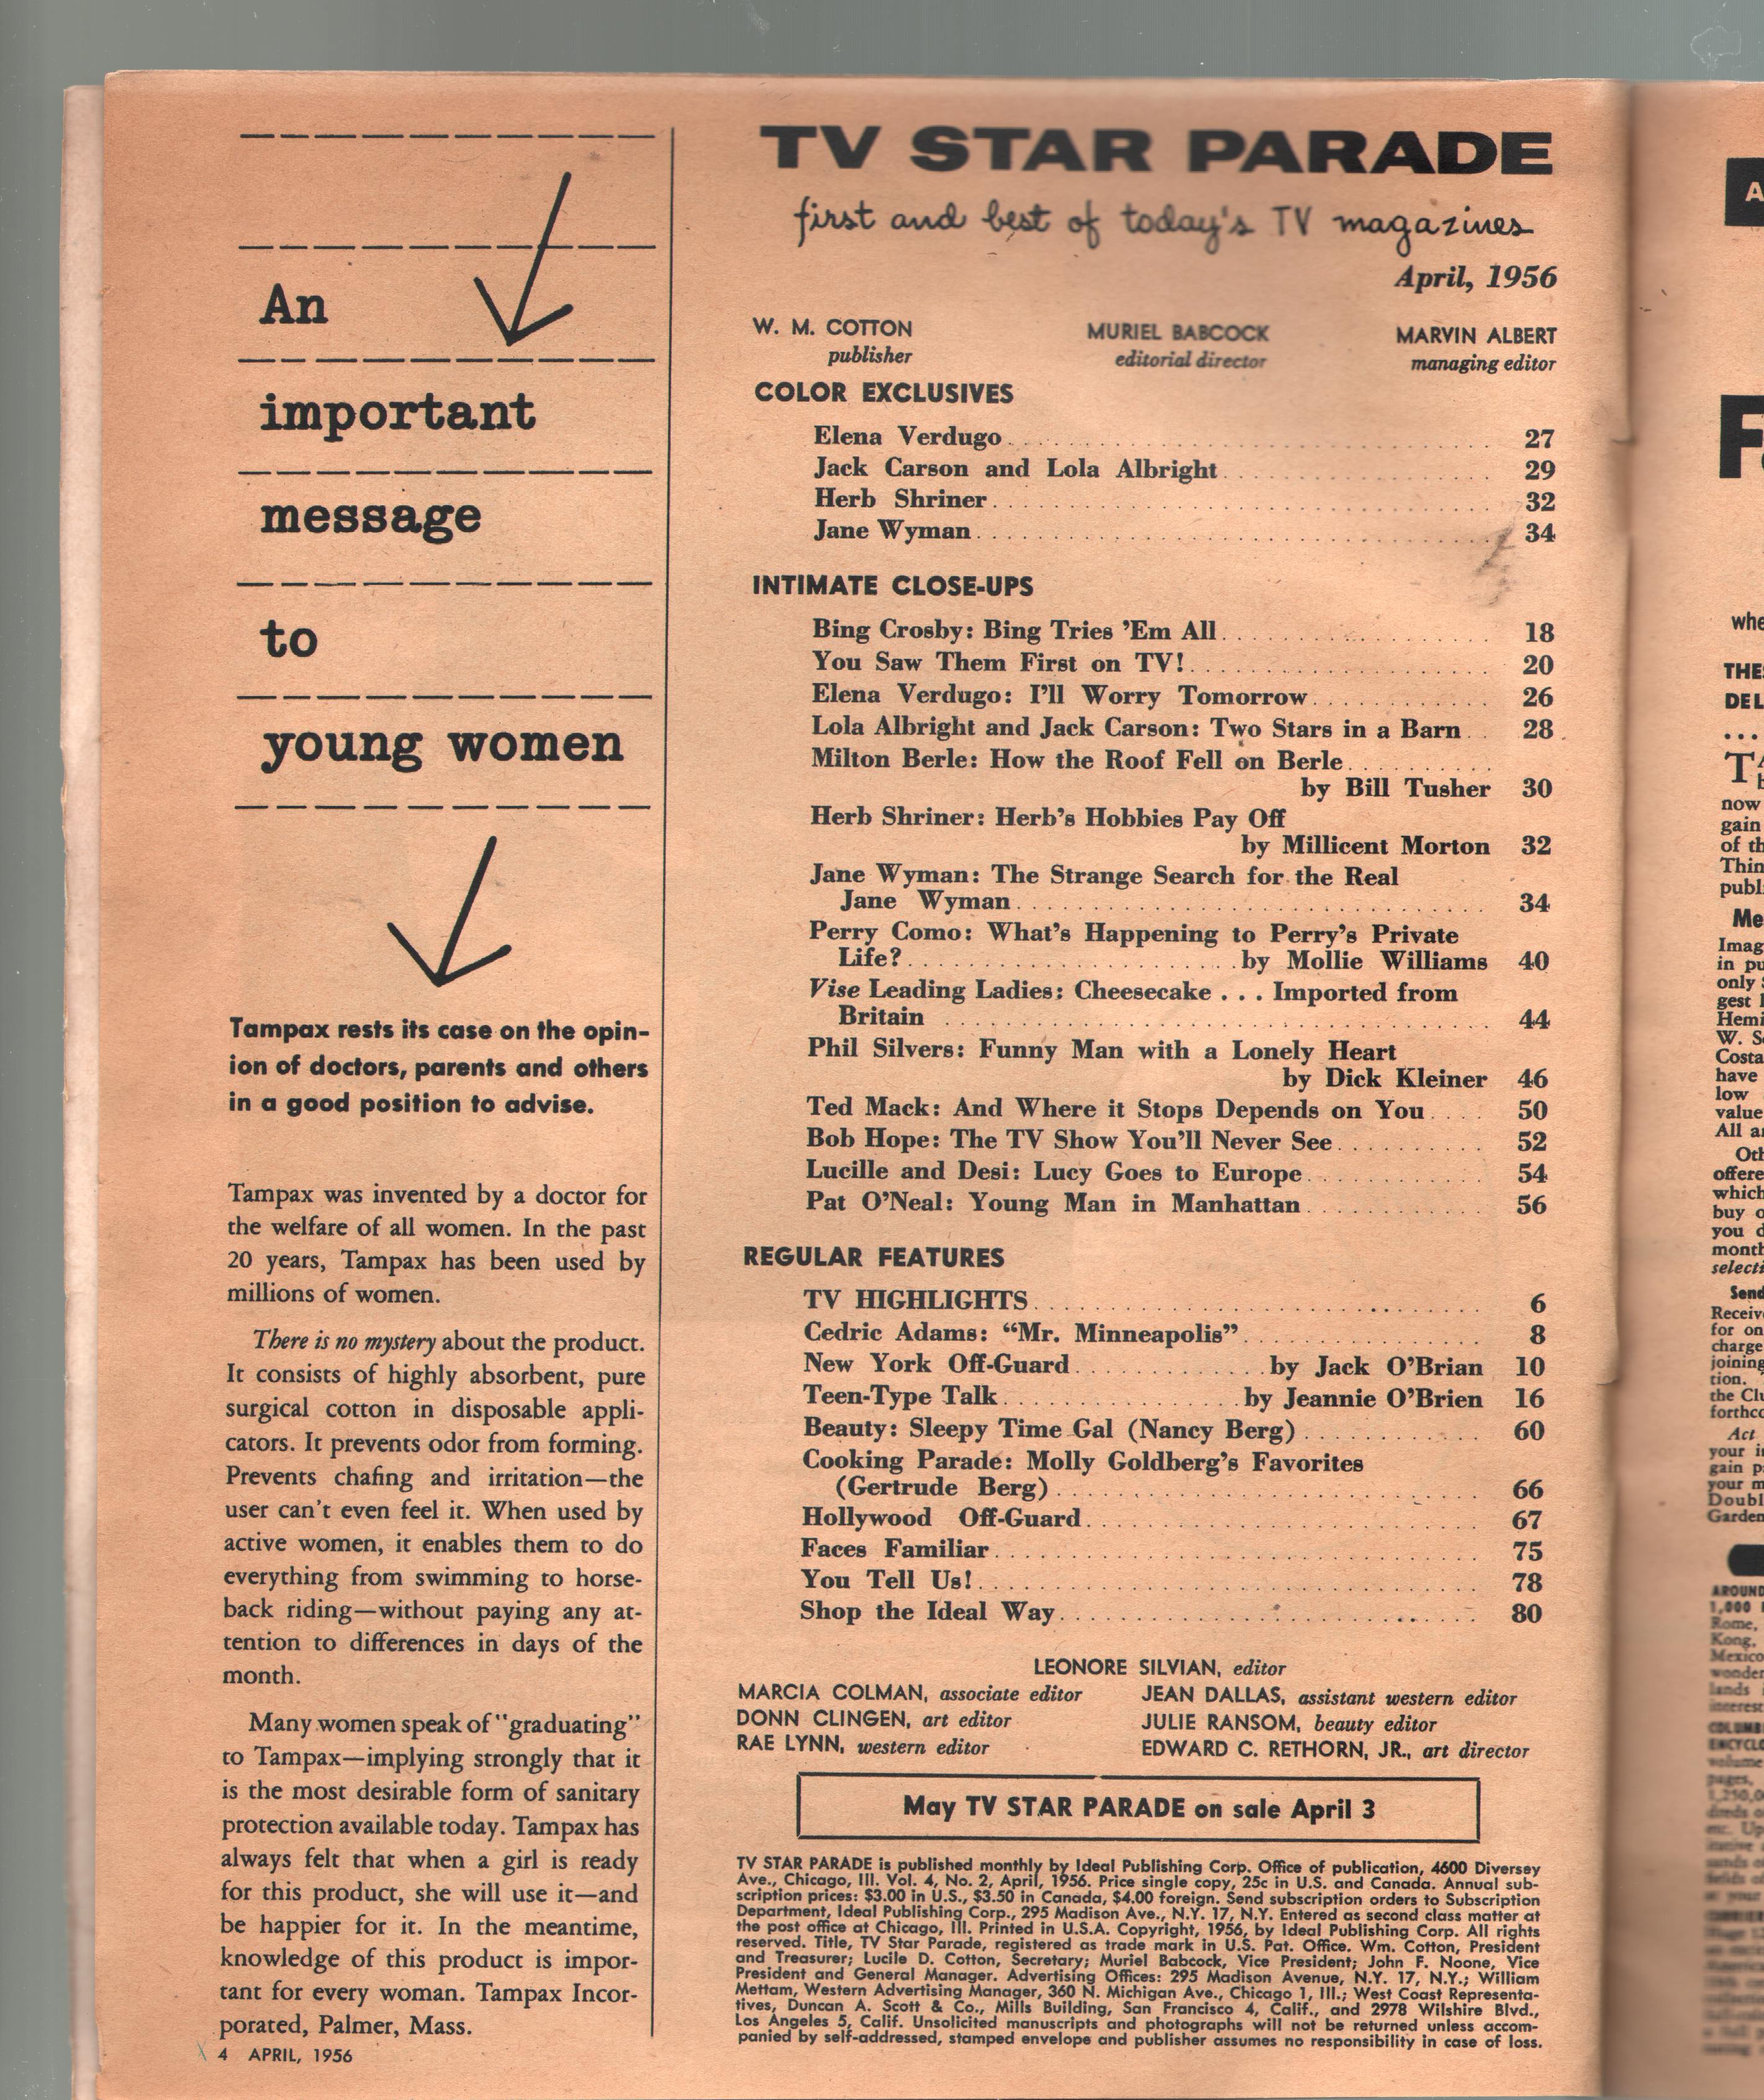 An
important
message
to
young women
Tampax rests its case on the opin-
ion of doctors, parents and others
in a good position to advise.
Tampax was invented by a doctor for
the welfare of all women. In the past
20 years, Tampax has been used by
millions of women.
There is no mystery about the product.
It consists of highly absorbent, pure
surgical cotton in disposable appli-
cators. It prevents odor from forming.
Prevents chafing and irritation—the
user can't even feel it. When used by
active women, it enables them to do
everything from swimming to horse-
back riding—without paying any at-
tention to differences in days of the
month.
Many women speak of "graduating"
to Tampax—implying strongly that it
is the most desirable form of sanitary
protection available today. Tampax has
always felt that when a girl is ready
for this product, she will use it—and
be happier for it. In the meantime,
knowledge of this product is impor-
tant for every woman. Tampax Incor-
porated, Palmer, Mass.
4 APRIL, 1956
TV STAR PARADE
first and best of today's TV magazines
April, 1956
W. M. COTTON MURIEL BABCOCK MARVIN ALBERT
publisher editorial director managing editor
COLOR EXCLUSIVES
Elena Verdugo 27
Jack Carson and Lola Albright 29
Herb Shriner 32
Jane Wyman 34
INTIMATE CLOSE-UPS
Bing Crosby: Bing Tries 'Em All 18
You Saw Them First on TV! 20
Elena Verdugo: I'll Worry Tomorrow 26
Lola Albright and Jack Carson: Two Stars in a Barn 28
Milton Berle: How the Roof Fell on Berle
by Bill Tusher 30
Herb Shriner: Herb's Hobbies Pay Off
by Millicent Morton 32
Jane Wyman: The Strange Search for the Real
Jane Wyman 34
Perry Como: What's Happening to Perry's Private
Life? by Mollie Williams 40
Vise Leading Ladies: Cheesecake . . . Imported from
Britain 44
Phil Silvers: Funny Man with a Lonely Heart
by Dick Kleiner 46
Ted Mack: And Where it Stops Depends on You 50
Bob Hope: The TV Show You'll Never See 52
Lucille and Desi: Lucy Goes to Europe 54
Pat O'Neal: Young Man in Manhattan 56
REGULAR FEATURES
TV HIGHLIGHTS 6
Cedric Adams: "Mr. Minneapolis" 8
New York Off-Guard by Jack O'Brian 10
Teen-Type Talk by Jeannie O'Brien 16
Beauty: Sleepy Time Gal (Nancy Berg) 60
Cooking Parade: Molly Goldberg's Favorites
(Gertrude Berg) 66
Hollywood Off-Guard 67
Faces Familiar 75
You Tell Us! 78
Shop the Ideal Way 80
LEONORE SILVIAN, editor
MARCIA COLMAN, associate editor JEAN DALLAS, assistant western editor
DONN CLINGEN, art editor JULIE RANSOM, beauty editor
RAE LYNN, western editor EDWARD C. RETHORN, JR., art director
May TV STAR PARADE on sale April 3
TV STAR PARADE is published monthly by Ideal Publishing Corp. Office of publication, 4600 Diversey
Ave., Chicago, Ill. Vol. 4, No. 2, April, 1956. Price single copy, 25c in U.S. and Canada. Annual sub-
scription prices: $3.00 in U.S., $3.50 in Canada, $4.00 foreign. Send subscription orders to Subscription
Department, Ideal Publishing Corp., 295 Madison Ave., N.Y. 17, N.Y. Entered as second class matter at
the post office at Chicago, Ill. Printed in U.S.A. Copyright, 1956, by Ideal Publishing Corp. All rights
reserved. Title, TV Star Parade, registered as trade mark in U.S. Pat. Office. Wm. Cotton, President
and Treasurer; Lucile D. Cotton, Secretary; Muriel Babcock, Vice President; John F. Noone, Vice
President and General Manager. Advertising Offices: 295 Madison Avenue, N.Y. 17, N.Y.; William
Mettam, Western Advertising Manager, 360 N. Michigan Ave., Chicago 1, Ill.; West Coast Representa-
tives, Duncan A. Scott & Co., Mills Building, San Francisco 4, Calif., and 2978 Wilshire Blvd.,
Los Angeles 5, Calif. Unsolicited manuscripts and photographs will not be returned unless accom-
panied by self-addressed, stamped envelope and publisher assumes no responsibility in case of loss.